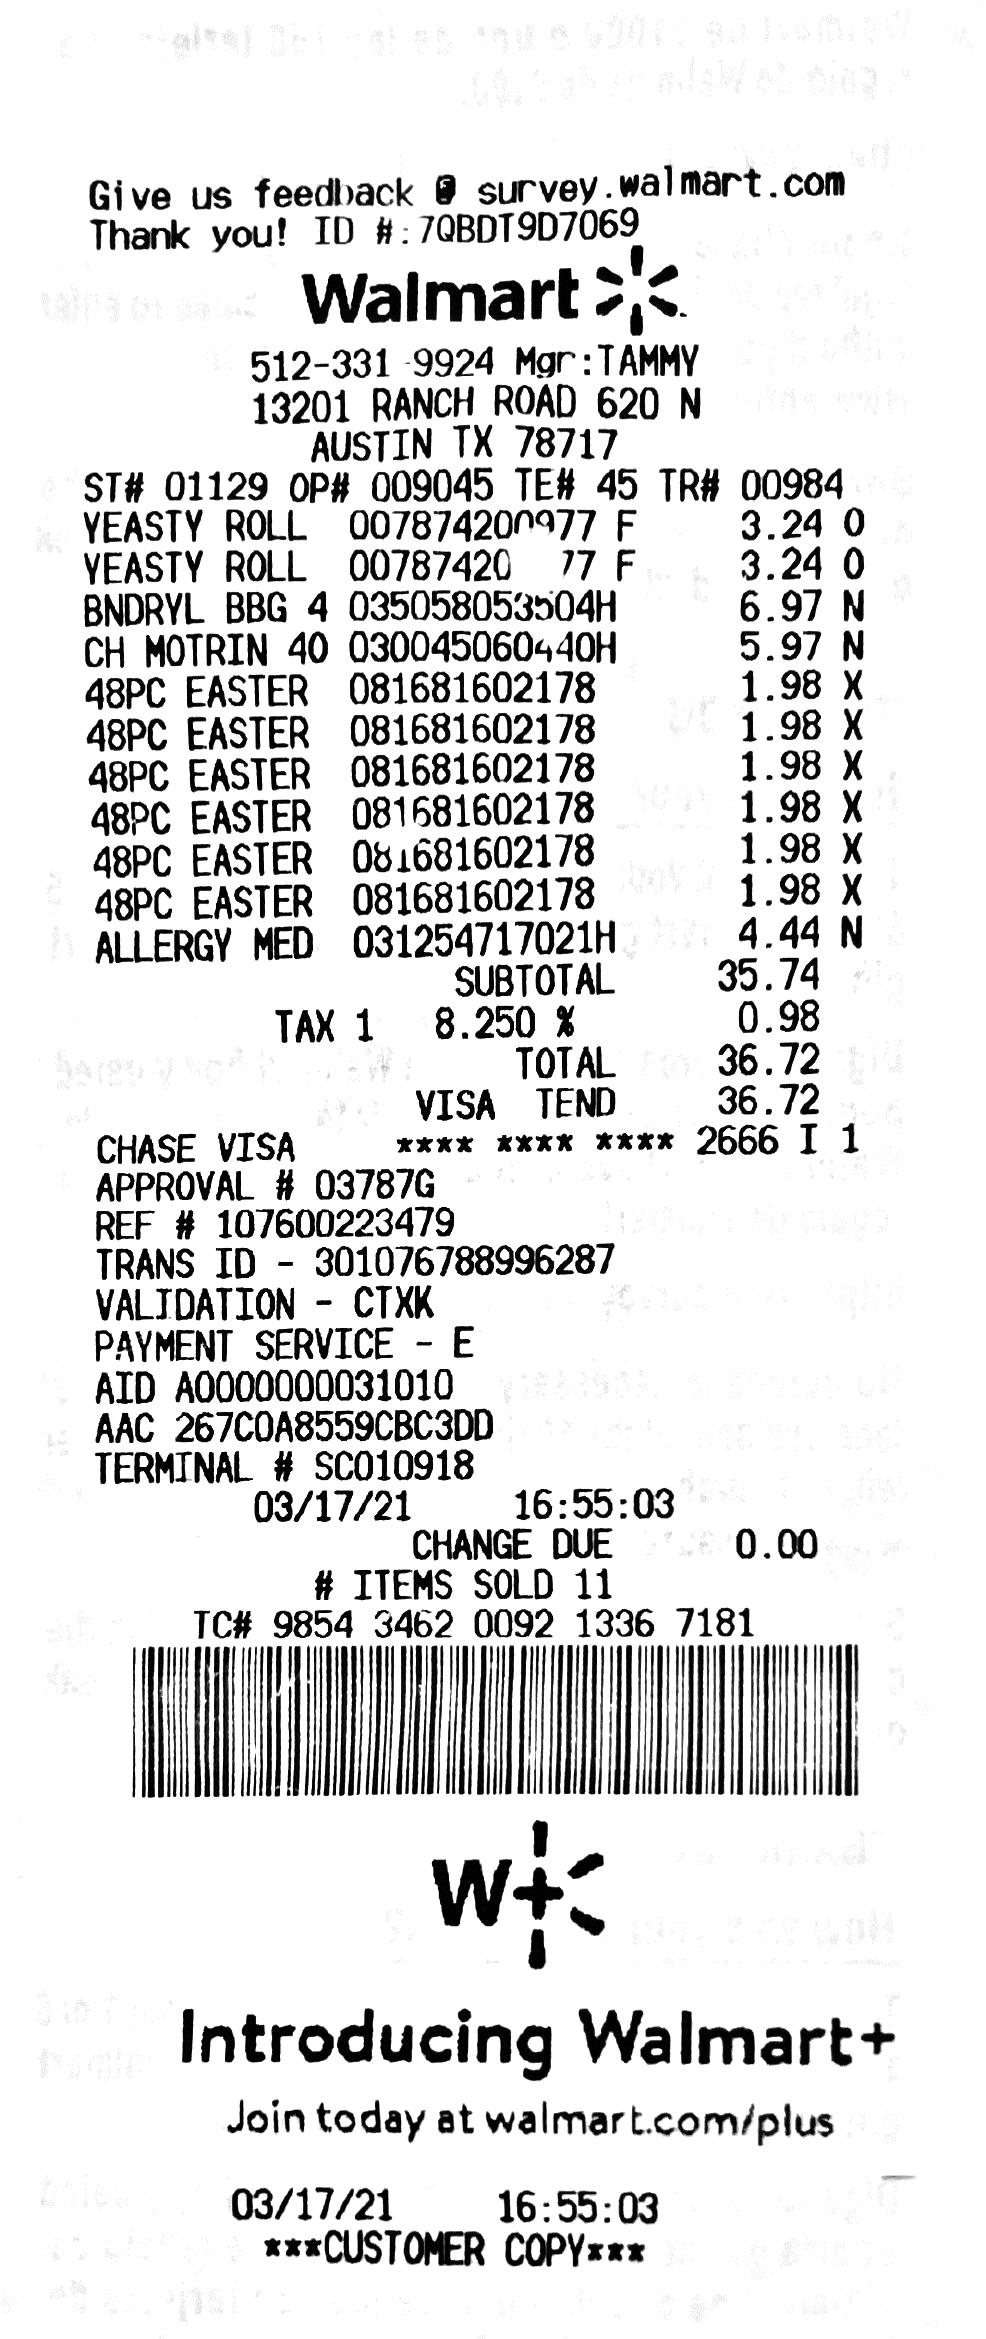 Give us feedback @ survey.walmart.com
Thank you! ID #:7QBDT9D7069
Walmart
512-331-9924 Mgr:TAMMY
13201 RANCH ROAD 620 N
AUSTIN TX 78717
ST# 01129 OP# 009045 TE# 45 TR# 00984
YEASTY ROLL 007874200977 F 3.24 O
YEASTY ROLL F 3.24 O
BNDRYL BBG 4 035058053504H 6.97 N
CH MOTRIN 40 030045060440H 5.97 N
48PC EASTER 081681602178 1.98 X
48PC EASTER 081681602178 1.98 X
48PC EASTER 081681602178 1.98 X
48PC EASTER 081681602178 1.98 X
48PC EASTER 081681602178 1.98 X
48PC EASTER 081681602178 1.98 X
ALLERGY MED 031254717021H 4.44 N
SUBTOTAL 35.74
TAX 1 8.250 % 0.98
TOTAL 36.72
VISA TEND 36.72
CHASE VISA **** **** **** 2666 I 1
APPROVAL # 03787G
REF # 107600223479
TRANS ID - 301076788996287
VALIDATION - CTXK
PAYMENT SERVICE - E
AID A0000000031010
AAC 267C0A8559CBC3DD
TERMINAL # SC010918
03/17/21 16:55:03
CHANGE DUE 0.00
# ITEMS SOLD 11
TC# 9854 3462 0092 1336 7181
W+
Introducing Walmart+
Join today at walmart.com/plus
03/17/21 16:55:03
***CUSTOMER COPY***